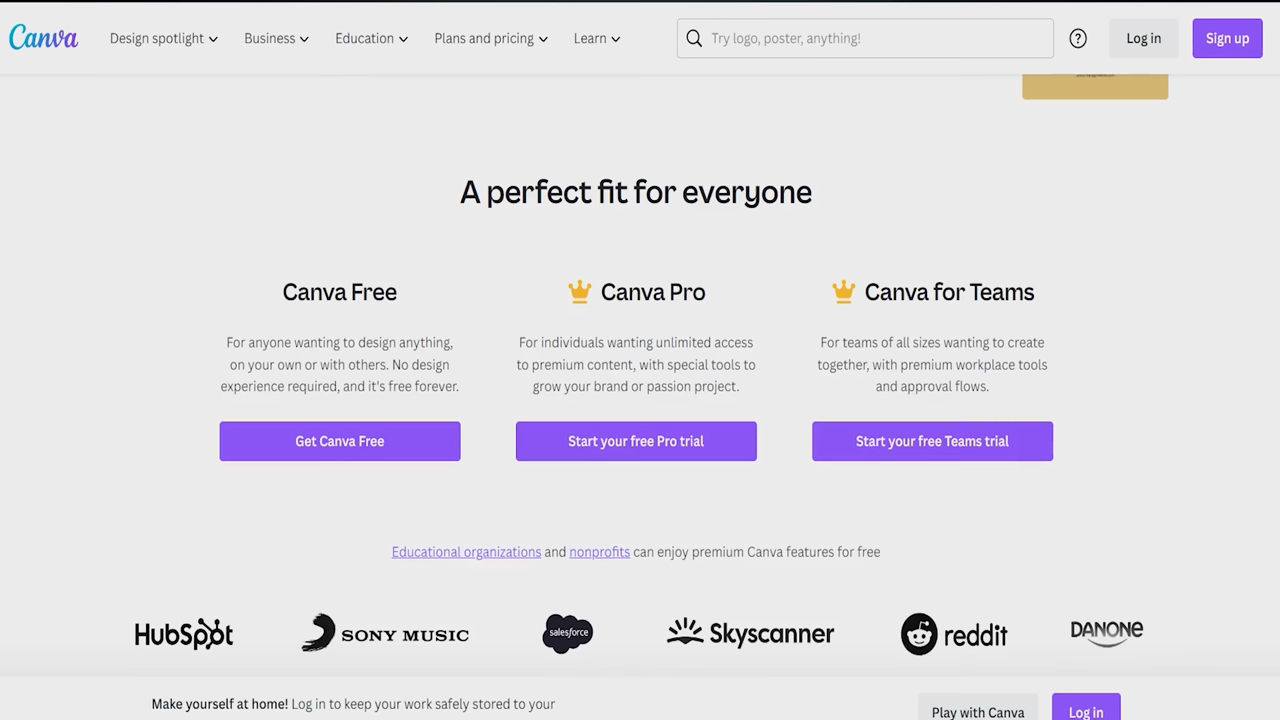 Canva Design spotlight Business Education Plans and pricing Learn Try logo, poster, anything! Log in Sign up
A perfect fit for everyone
Canva Free
For anyone wanting to design anything,
on your own or with others. No design
experience required, and it's free forever.
Get Canva Free
Canva Pro
For individuals wanting unlimited access
to premium content, with special tools to
grow your brand or passion project.
Start your free Pro trial
Canva for Teams
For teams of all sizes wanting to create
together, with premium workplace tools
and approval flows.
Start your free Teams trial
Educational organizations and nonprofits can enjoy premium Canva features for free
HubSpot SONY MUSIC salesforce Skyscanner reddit DANONE
Make yourself at home! Log in to keep your work safely stored to your
Play with Canva Log in